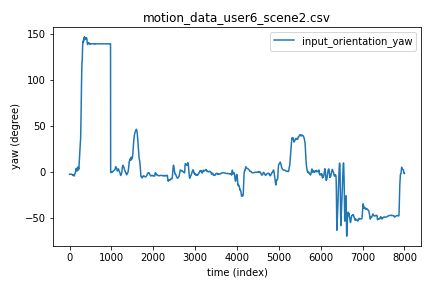 motion_data_user6_scene2.csv
input_orientation_yaw
yaw (degree)
150
100
50
0
−50
0 1000 2000 3000 4000 5000 6000 7000 8000
time (index)